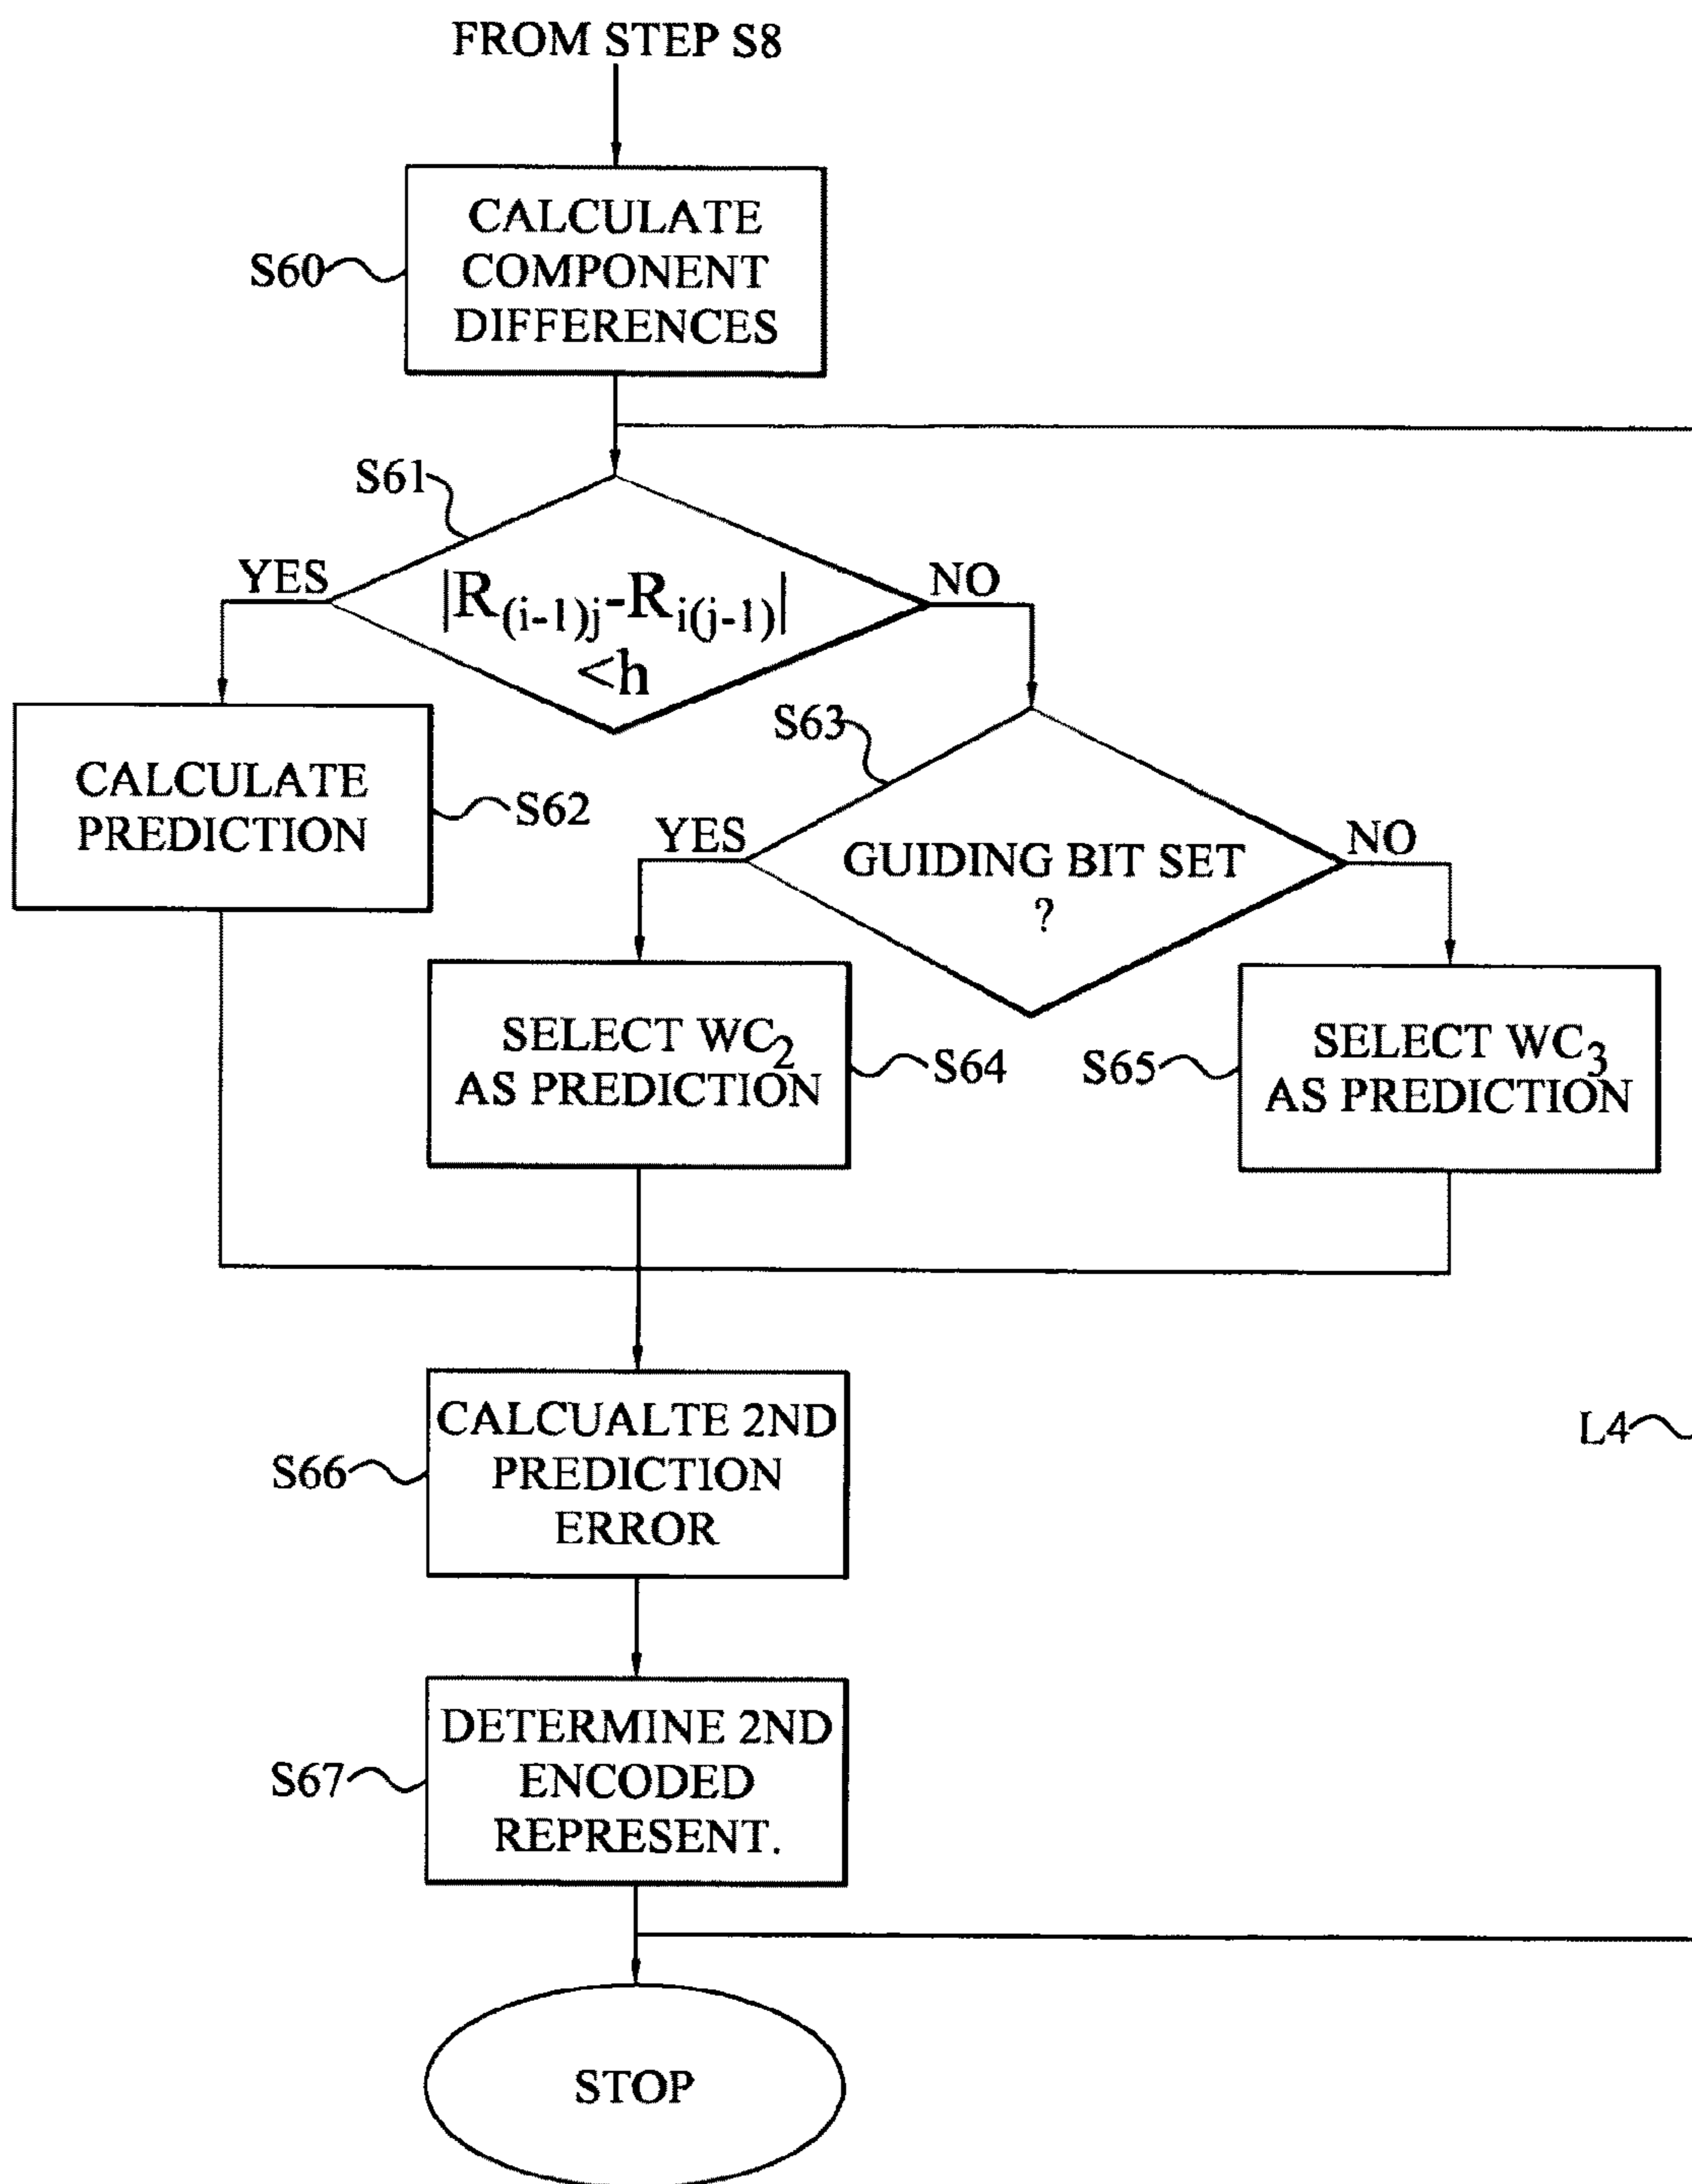 FROM STEP S8
CALCULATE
COMPONENT
DIFFERENCES
S60
S61
YES
NO
|R(i-1)j-Ri(j-1)|
<h
CALCULATE
PREDICTION
S62
S63
YES
NO
GUIDING BIT SET
?
SELECT WC2
AS PREDICTION
S64
S65
SELECT WC3
AS PREDICTION
CALCUALTE 2ND
PREDICTION
ERROR
S66
L4
DETERMINE 2ND
ENCODED
REPRESENT.
S67
STOP